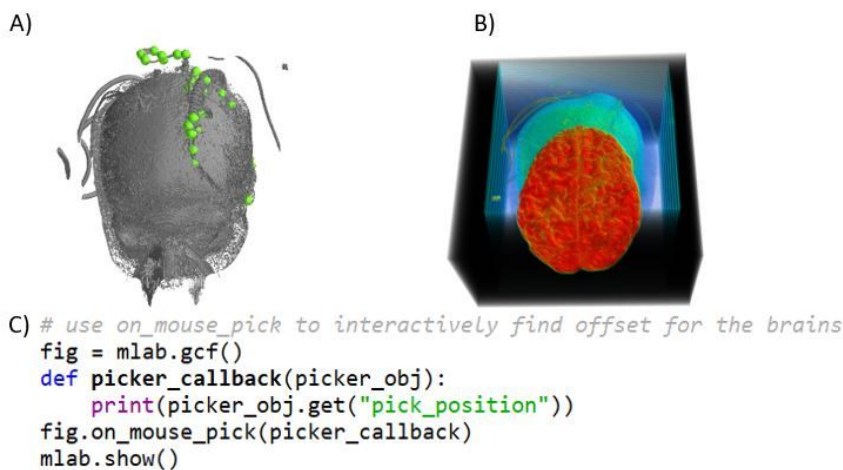 A)
B)
C) # use on_mouse_pick to interactively find offset for the brains
fig = mlab.gcf()
def picker_callback(picker_obj):
    print(picker_obj.get("pick_position"))
fig.on_mouse_pick(picker_callback)
mlab.show()